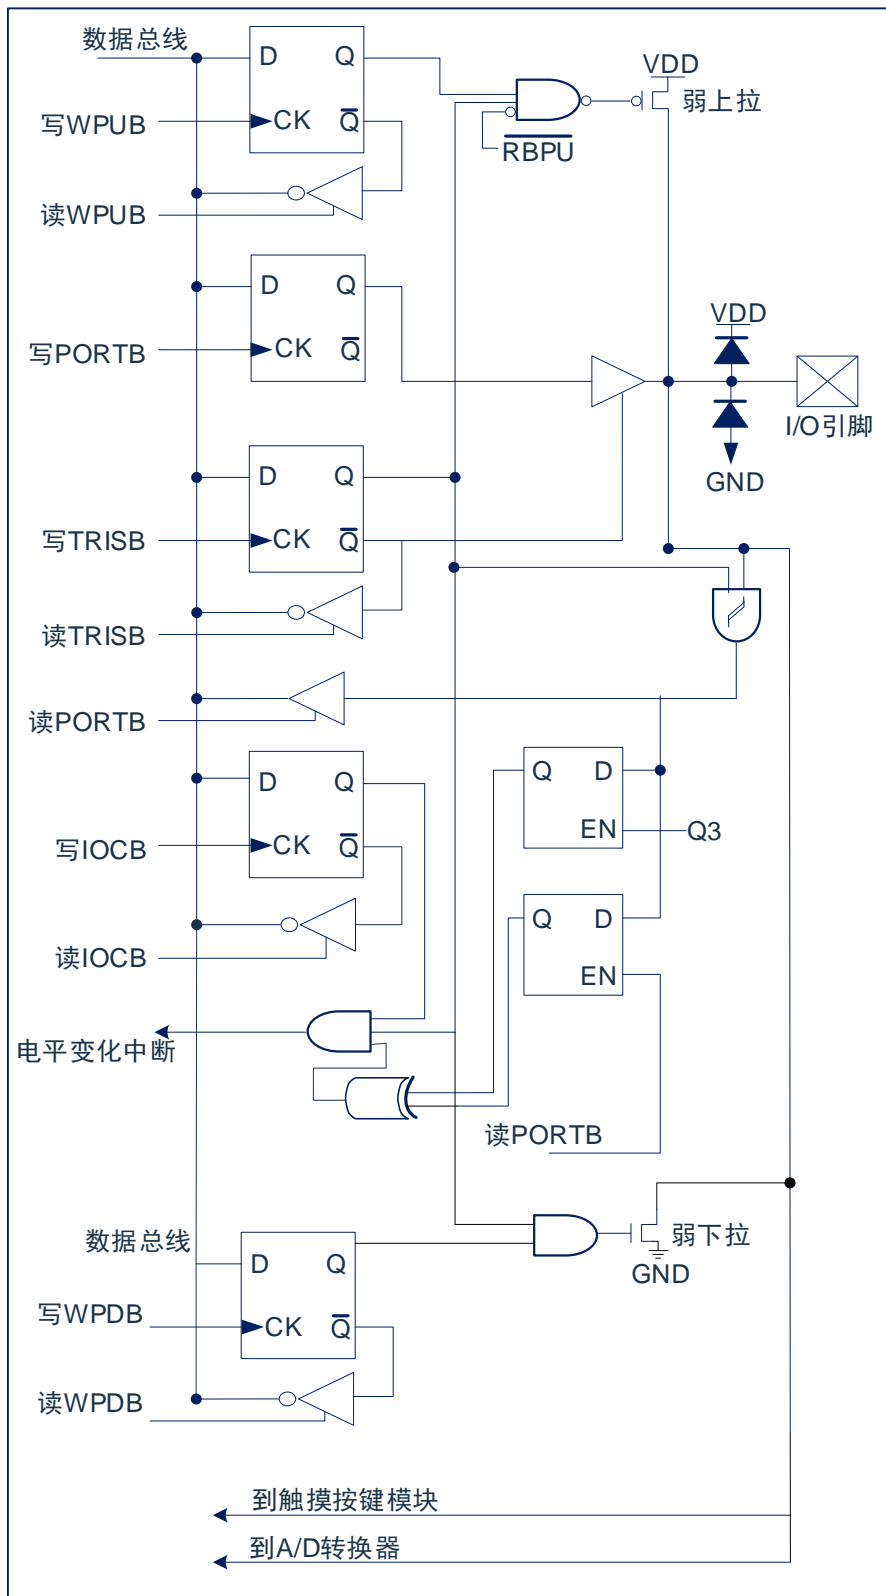 数据总线
D Q
VDD
写WPUB
CK Q̅
弱上拉
R̅B̅P̅U̅
读WPUB
D Q
VDD
写PORTB
CK Q̅
I/O引脚
GND
D Q
写TRISB
CK Q̅
读TRISB
读PORTB
D Q
Q D
写IOCB
CK Q̅
EN
Q3
Q D
读IOCB
EN
电平变化中断
读PORTB
数据总线
D Q
弱下拉
GND
写WPDB
CK Q̅
读WPDB
到触摸按键模块
到A/D转换器